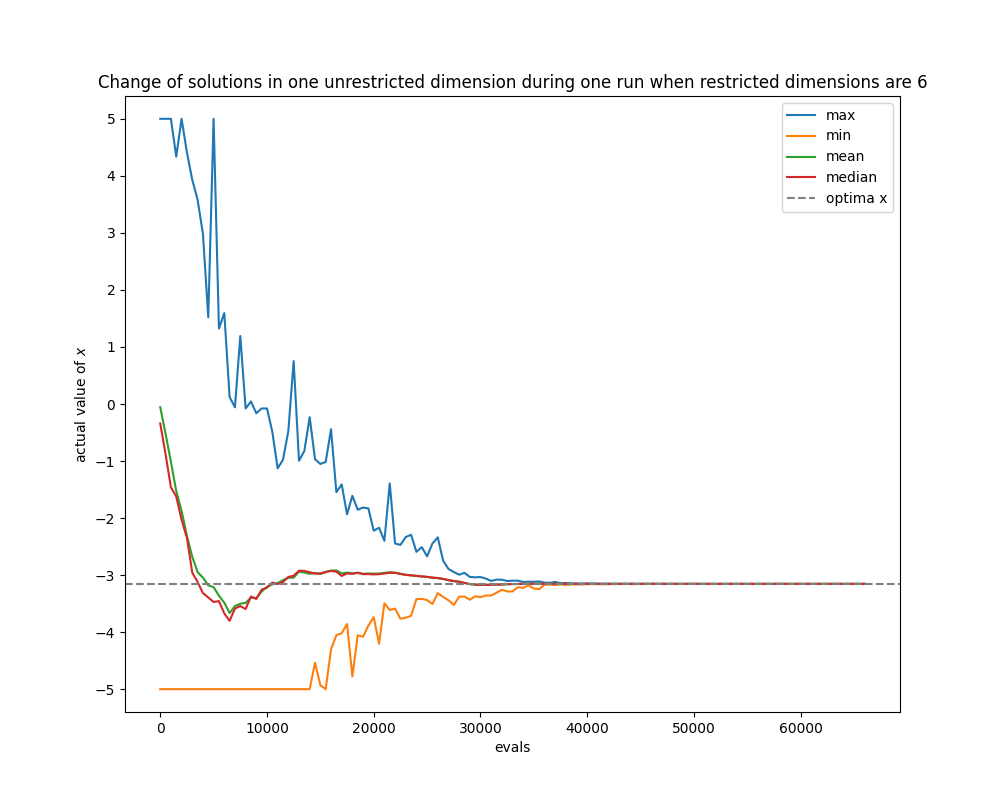 Change of solutions in one unrestricted dimension during one run when restricted dimensions are 6
max
min
mean
median
optima x
5
4
3
2
1
0
−1
−2
−3
−4
−5
actual value of x
0 10000 20000 30000 40000 50000 60000
evals